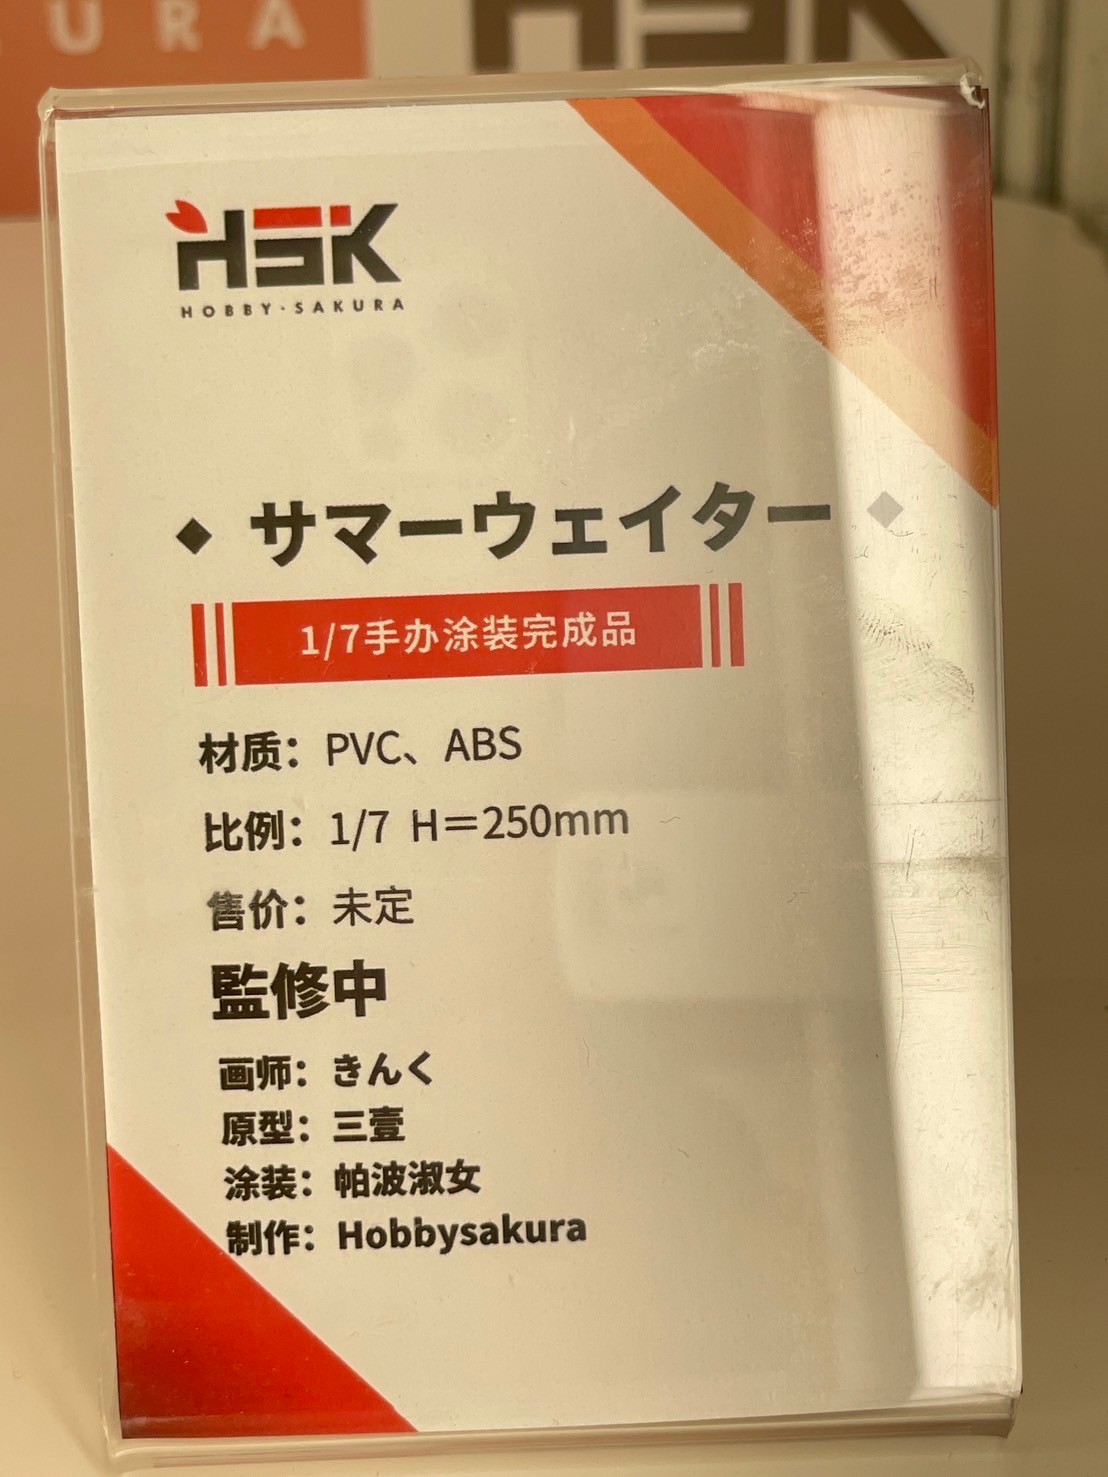 URA
HSK
HSK
HOBBY·SAKURA
◆ サマーウェイター ◆
1/7手办涂装完成品
材质：PVC、ABS
比例：1/7 H＝250mm
售价：未定
監修中
画师：きんく
原型：三壹
涂装：帕波淑女
制作：Hobbysakura